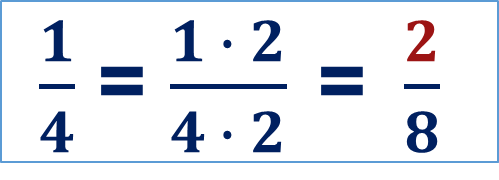 1/4 = 1 · 2/4 · 2 = 2/8